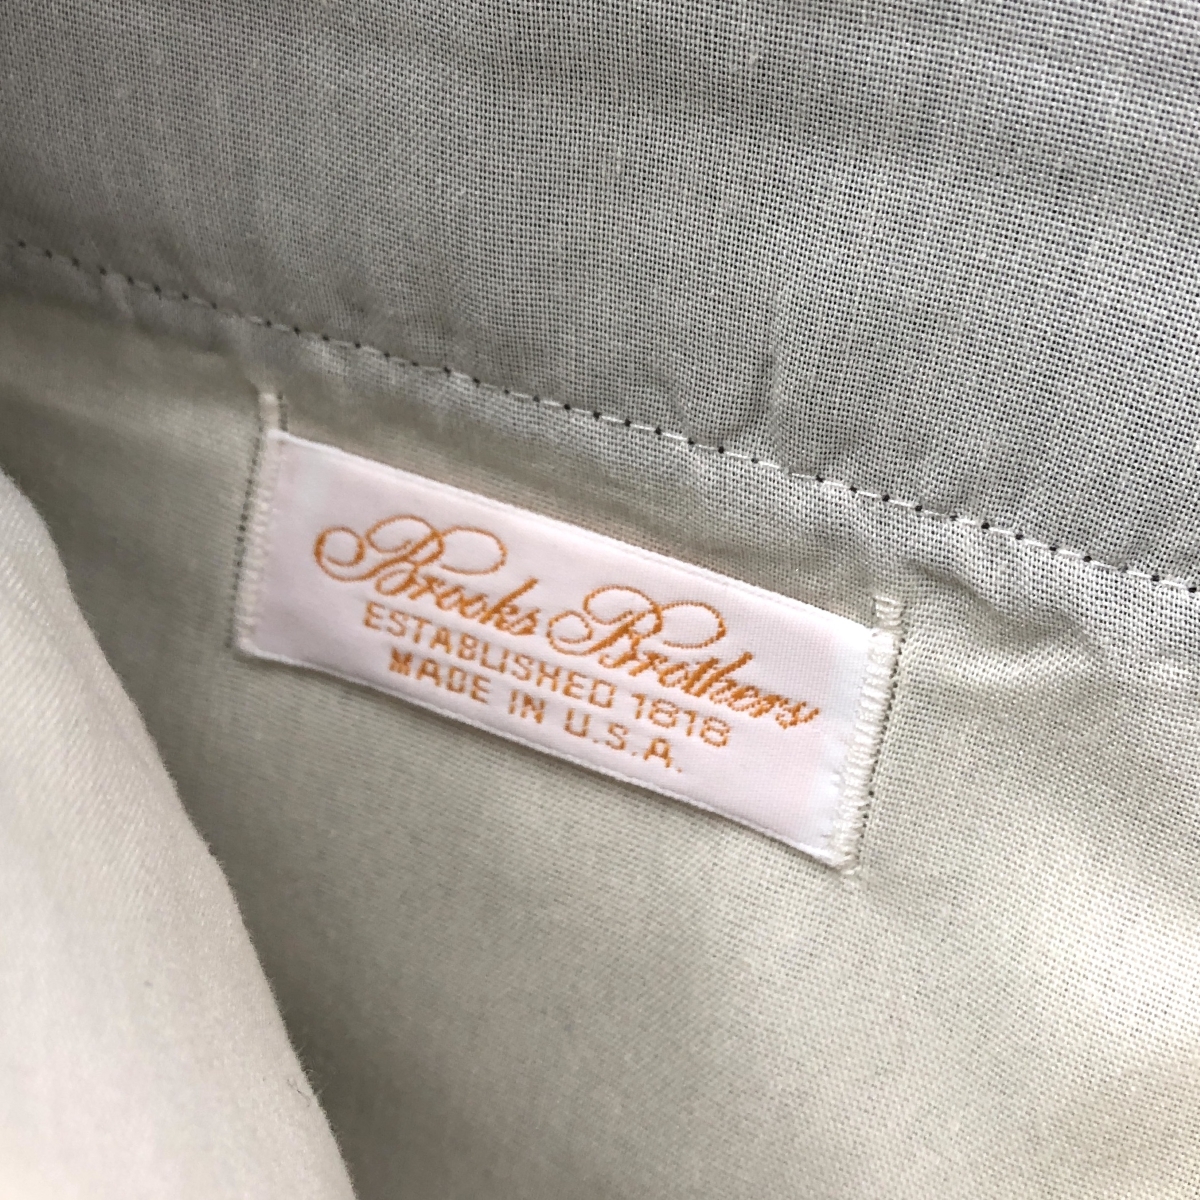 Brooks Brothers
ESTABLISHED 1818
MADE IN U.S.A.